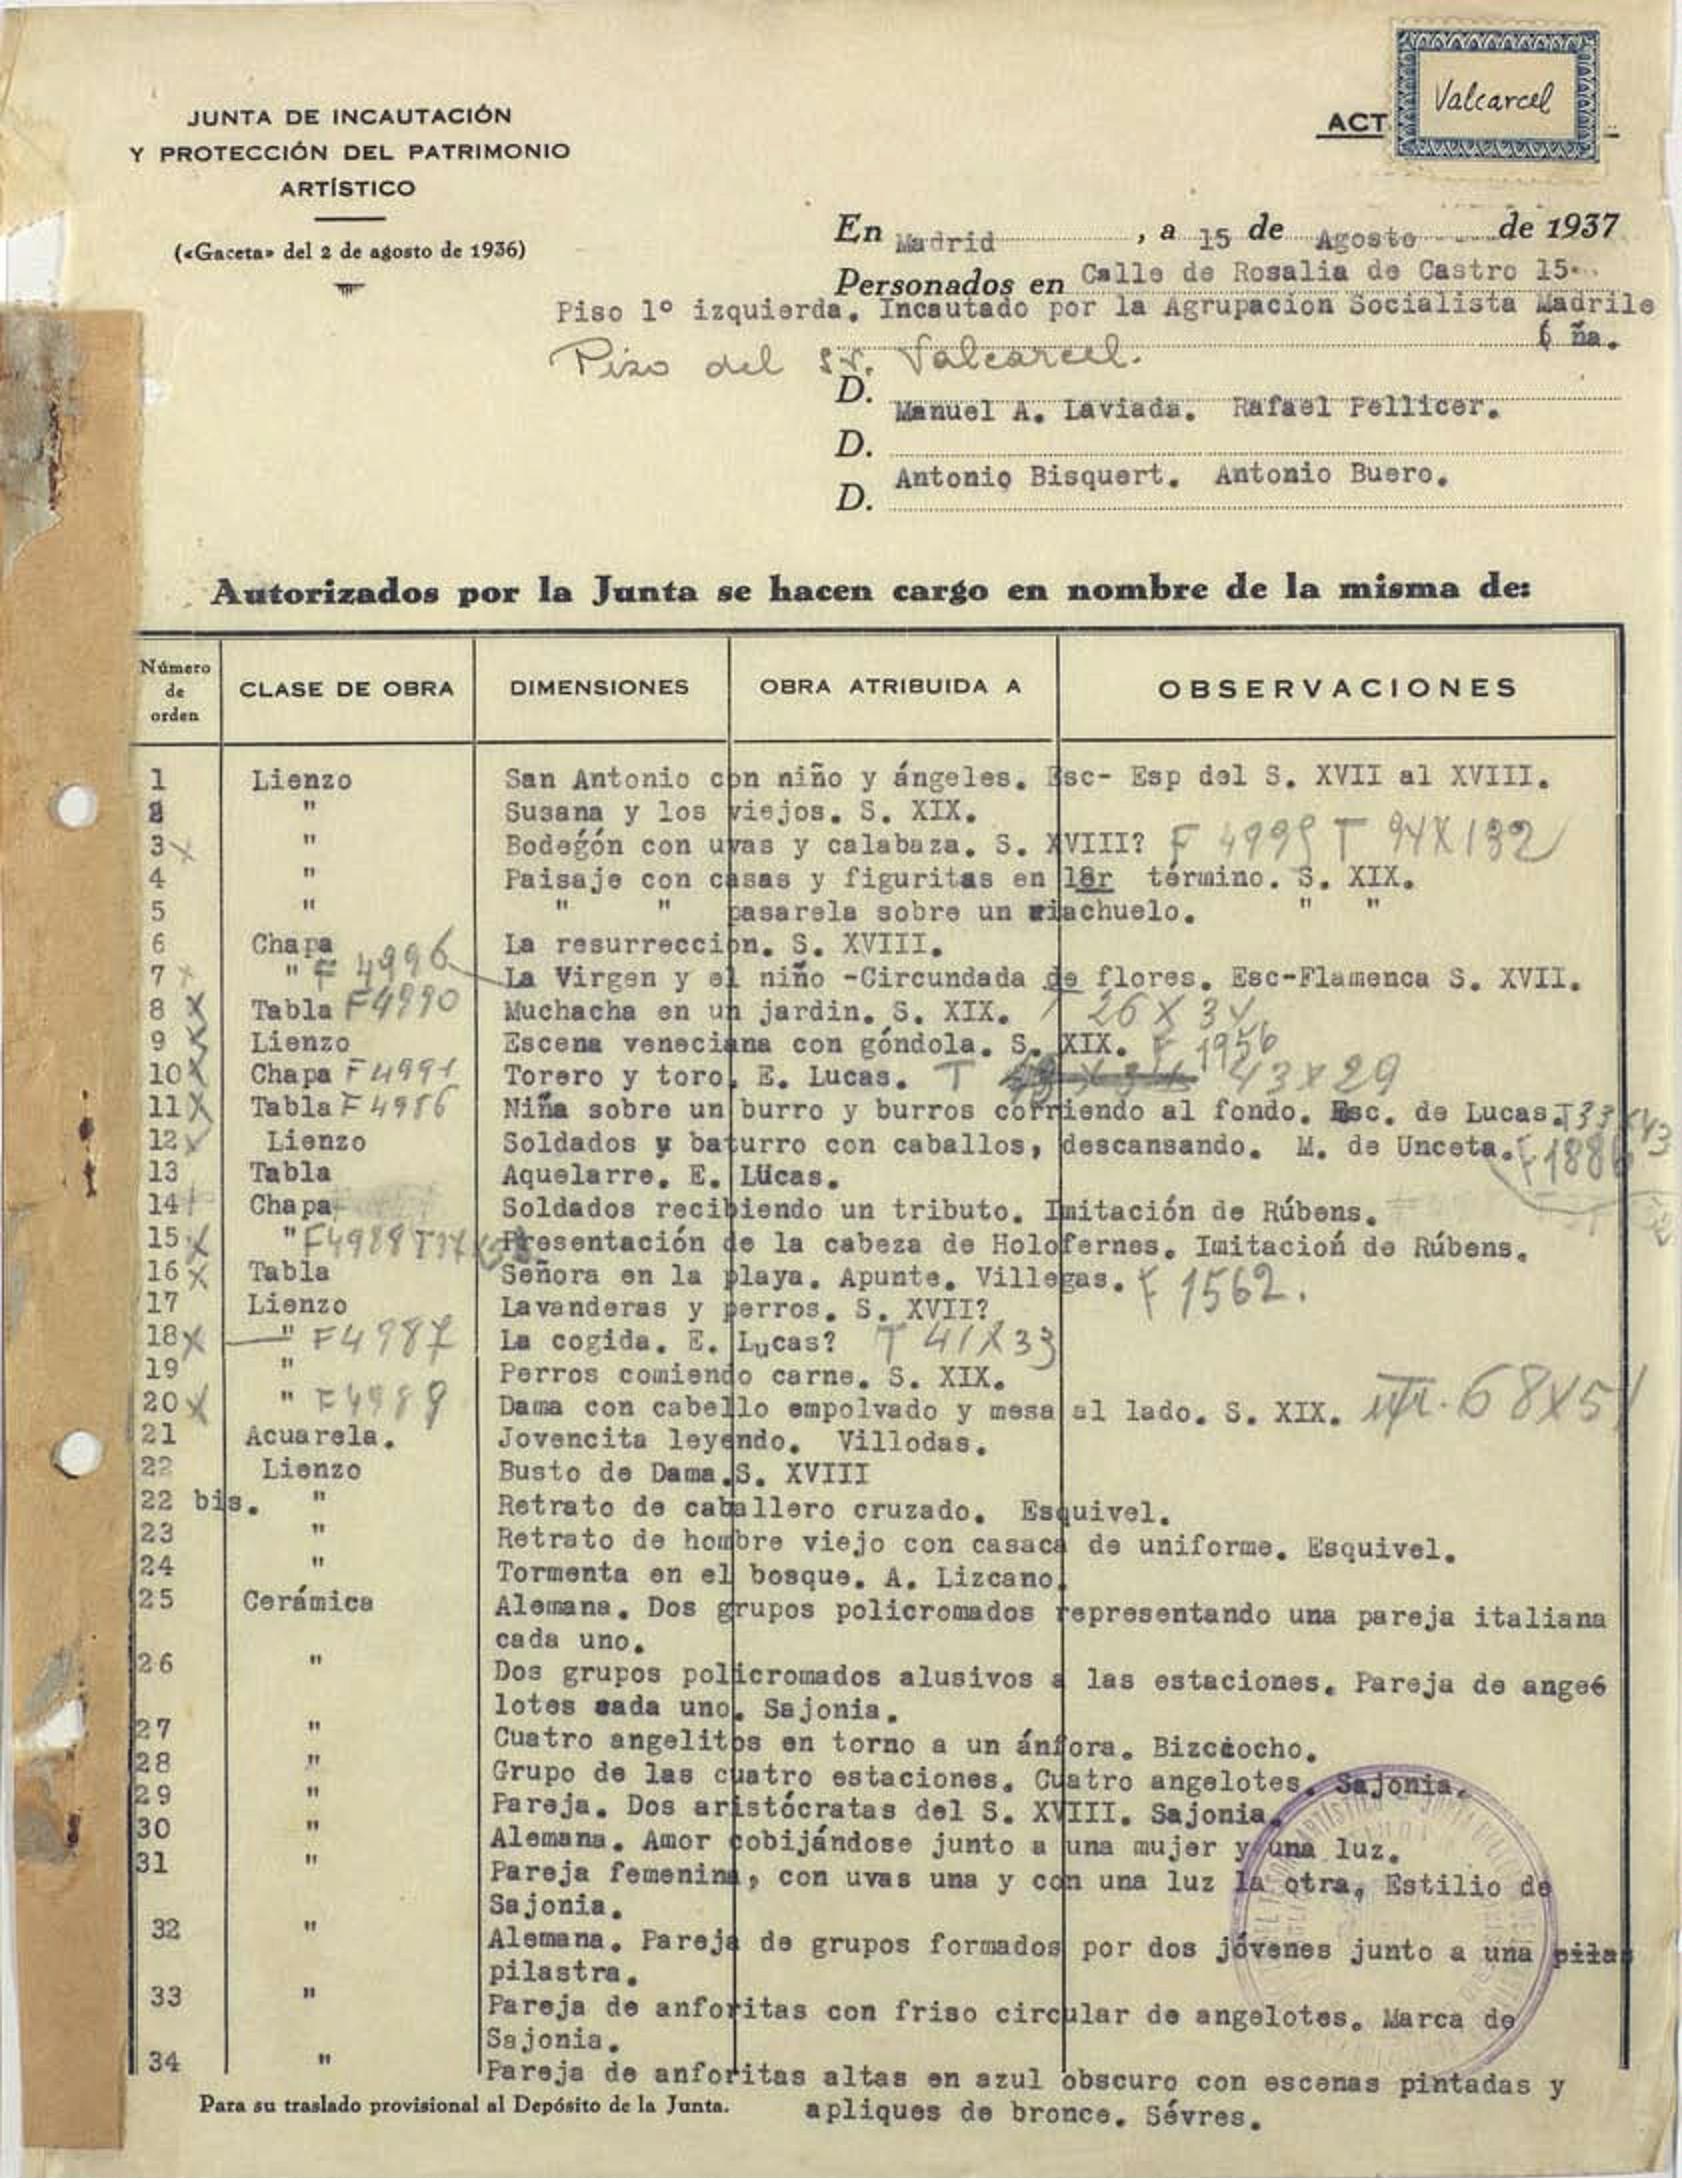 JUNTA DE INCAUTACIÓN
Y PROTECCIÓN DEL PATRIMONIO
ARTÍSTICO
(«Gaceta» del 2 de agosto de 1936)
ACT
Valcarcel
En Madrid, a 15 de Agosto de 1937
Personados en Calle de Rosalia de Castro 15.
Piso 1º izquierda. Incautado por la Agrupacion Socialista Madrile
ña.
Piso del Sr. Valcarcel.
D.
Manuel A. Laviada. Rafael Pellicer.
D.
Antonio Bisquert. Antonio Buero.
D.
Autorizados por la Junta se hacen cargo en nombre de la misma de:
Número de orden CLASE DE OBRA DIMENSIONES OBRA ATRIBUIDA A OBSERVACIONES
1 Lienzo San Antonio con niño y ángeles. Esc- Esp del S. XVII al XVIII.
2 " Susana y los viejos. S. XIX.
3 x " Bodegón con uvas y calabaza. S. XVIII? F 4995 T 94X132
4 " Paisaje con casas y figuritas en 1er término. S. XIX.
5 " " " pasarela sobre un riachuelo. " "
6 Chapa La resurrección. S. XVIII.
7 x " F 4996 La Virgen y el niño -Circundada de flores. Esc-Flamenca S. XVII.
8 X Tabla F4990 Muchacha en un jardin. S. XIX. 26 X 34
9 X Lienzo Escena veneciana con góndola. S. XIX. F 1956
10 X Chapa F4991 Torero y toro. E. Lucas. T 43X29
11 X Tabla F4986 Niña sobre un burro y burros corriendo al fondo. Esc. de Lucas. T33X43
12 X Lienzo Soldados y baturro con caballos, descansando. M. de Unceta. F1886
13 Tabla Aquelarre. E. Lucas.
14 + Chapa Soldados recibiendo un tributo. Imitación de Rúbens.
15 X " F4988 Presentación de la cabeza de Holofernes. Imitación de Rúbens.
16 X Tabla Señora en la playa. Apunte. Villegas. F 1562.
17 Lienzo Lavanderas y perros. S. XVII?
18 X " F4987 La cogida. E. Lucas? T 41X33
19 " Perros comiendo carne. S. XIX.
20 X " F4989 Dama con cabello empolvado y mesa al lado. S. XIX. 68X51
21 Acuarela. Jovencita leyendo. Villodas.
22 Lienzo Busto de Dama.S. XVIII
22 bis. " Retrato de caballero cruzado. Esquivel.
23 " Retrato de hombre viejo con casaca de uniforme. Esquivel.
24 " Tormenta en el bosque. A. Lizcano.
25 Cerámica Alemana. Dos grupos policromados representando una pareja italiana
cada uno.
26 " Dos grupos policromados alusivos a las estaciones. Pareja de ange
lotes cada uno. Sajonia.
27 " Cuatro angelitos en torno a un ánfora. Bizcocho.
28 " Grupo de las cuatro estaciones. Cuatro angelotes. Sajonia.
29 " Pareja. Dos aristócratas del S. XVIII. Sajonia.
30 " Alemana. Amor cobijándose junto a una mujer y una luz.
31 " Pareja femenina, con uvas una y con una luz la otra. Estilio de
Sajonia.
32 " Alemana. Pareja de grupos formados por dos jóvenes junto a una pilas
pilastra.
33 " Pareja de anforitas con friso circular de angelotes. Marca de
Sajonia.
34 " Pareja de anforitas altas en azul obscuro con escenas pintadas y
apliques de bronce. Sévres.
Para su traslado provisional al Depósito de la Junta.